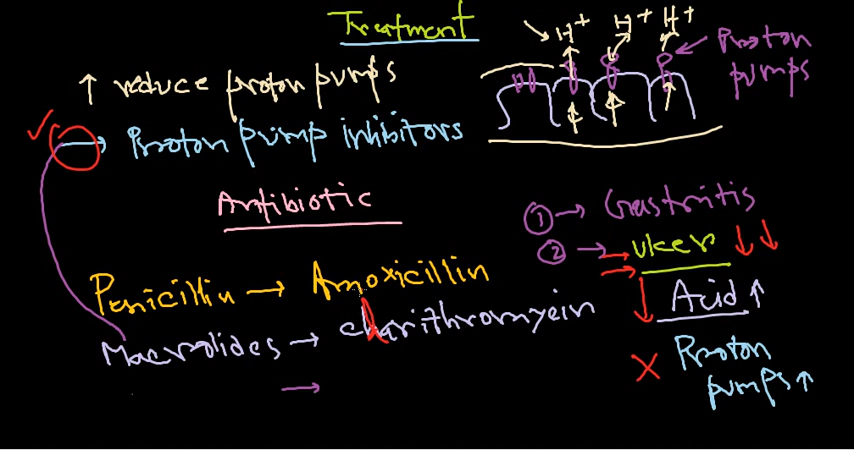 Treatment
H+ H+ H+
Proton
pumps
↑ reduce proton pumps
→ Proton pump inhibitors
Antibiotic
① → Gastritis
② → ulcer ↓↓
Penicillin → Amoxicillin
↓ Acid ↑
Macrolides → clarithromycin
→
× Proton
pumps ↑